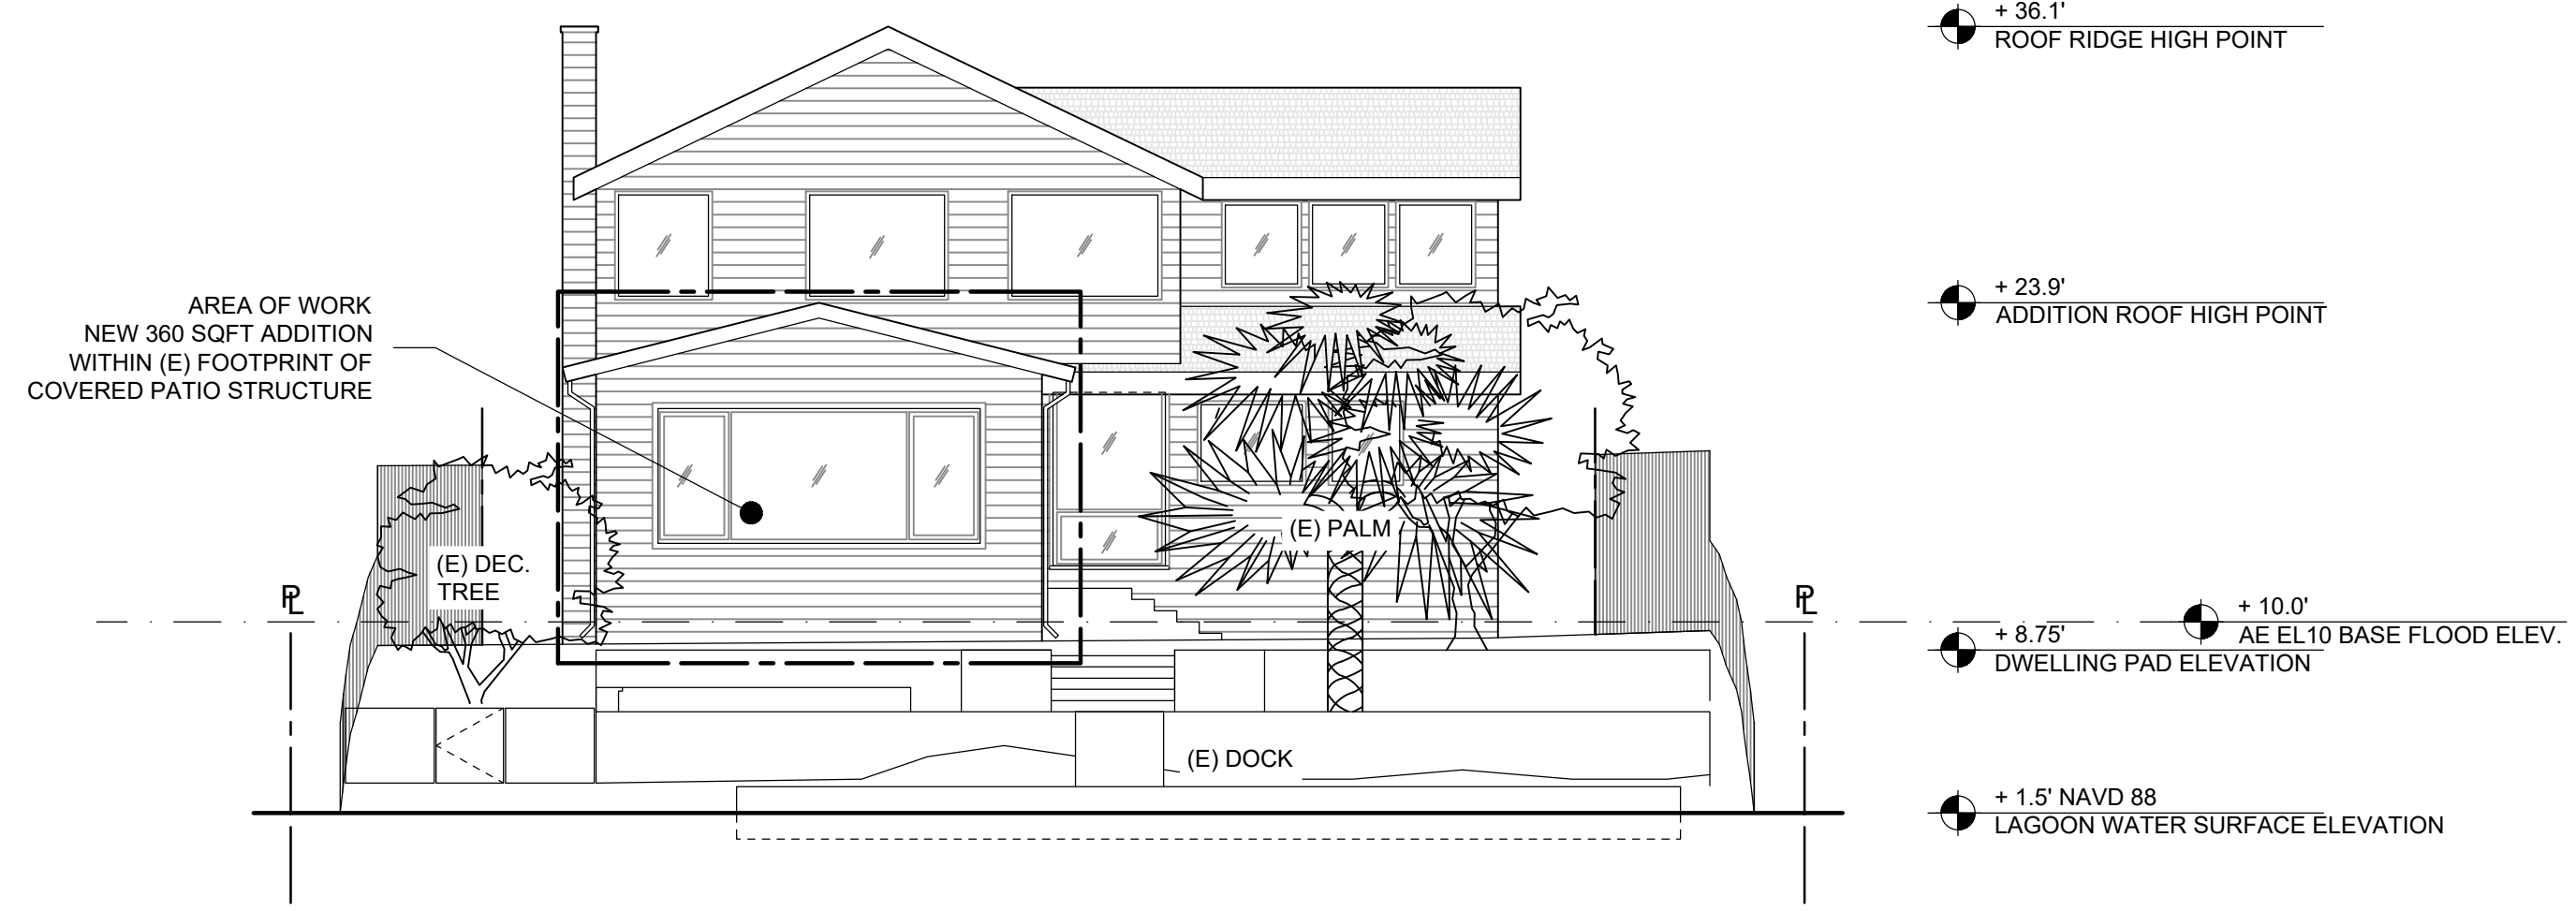 + 36.1'
ROOF RIDGE HIGH POINT
AREA OF WORK
NEW 360 SQFT ADDITION
WITHIN (E) FOOTPRINT OF
COVERED PATIO STRUCTURE
+ 23.9'
ADDITION ROOF HIGH POINT
(E) DEC.
TREE
(E) PALM
PL
PL
+ 10.0'
AE EL10 BASE FLOOD ELEV.
+ 8.75'
DWELLING PAD ELEVATION
(E) DOCK
+ 1.5' NAVD 88
LAGOON WATER SURFACE ELEVATION